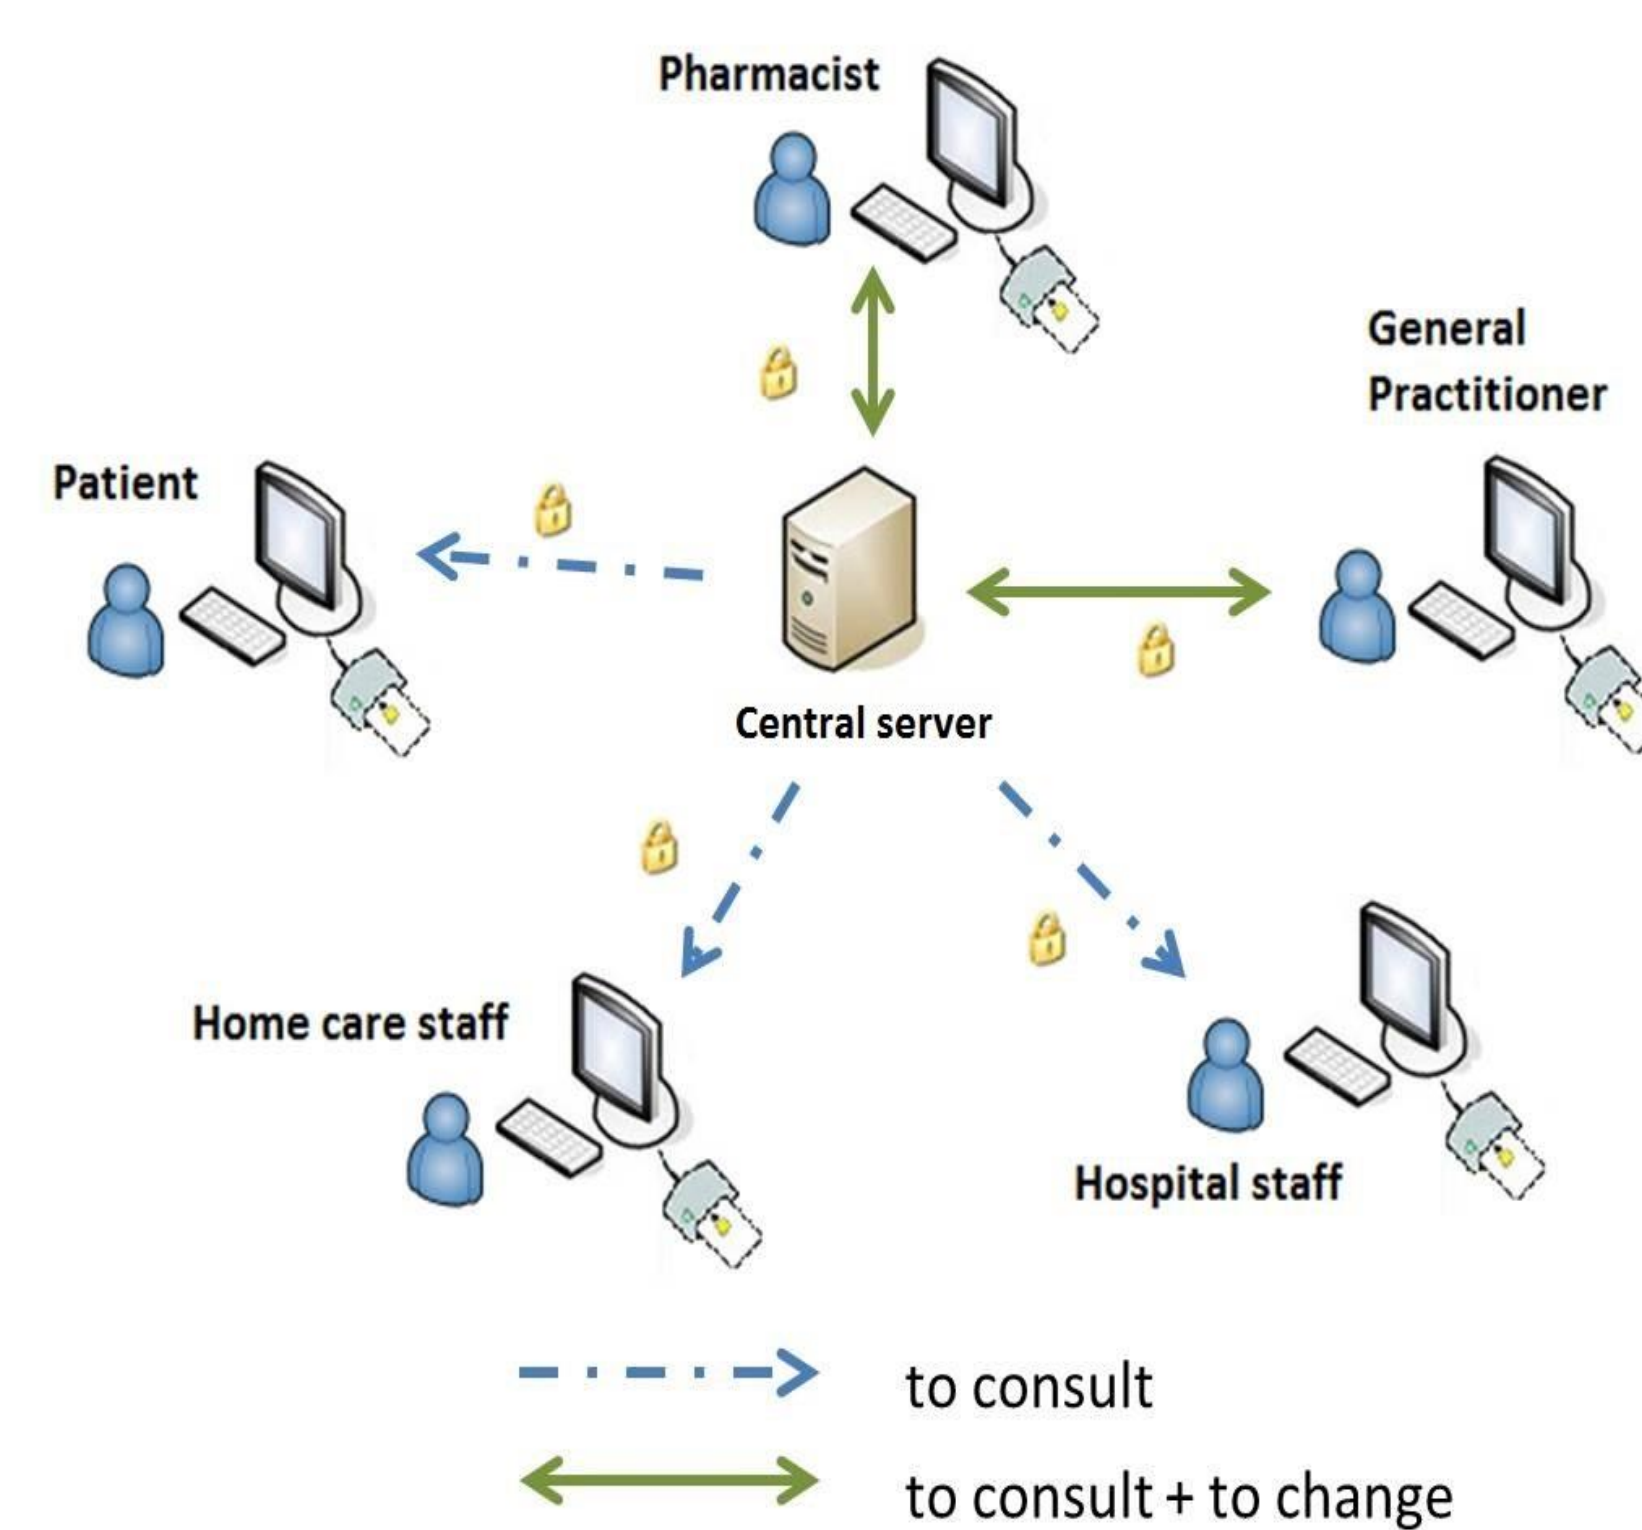 Pharmacist
General
Practitioner
Patient
Central server
Home care staff
Hospital staff
to consult
to consult + to change